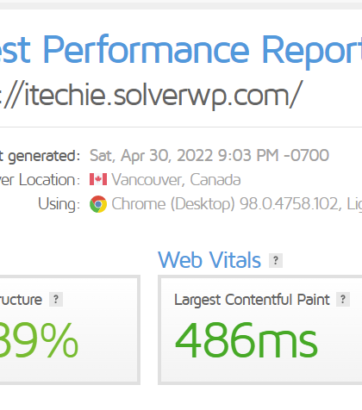 est Performance Report
://itechie.solverwp.com/
t generated: Sat, Apr 30, 2022 9:03 PM -0700
er Location: Vancouver, Canada
Using: Chrome (Desktop) 98.0.4758.102, Lig
Web Vitals ?
ructure ?
Largest Contentful Paint ?
39%
486ms